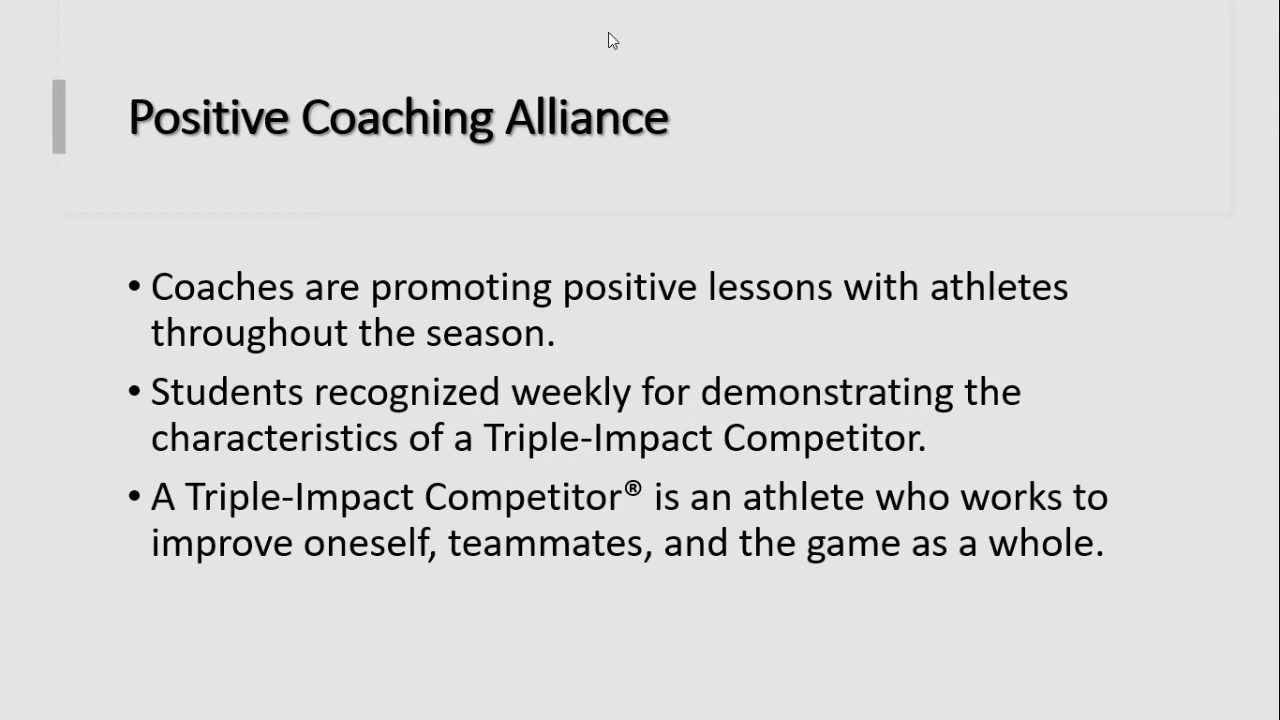 Positive Coaching Alliance
• Coaches are promoting positive lessons with athletes
throughout the season.
• Students recognized weekly for demonstrating the
characteristics of a Triple-Impact Competitor.
• A Triple-Impact Competitor® is an athlete who works to
improve oneself, teammates, and the game as a whole.